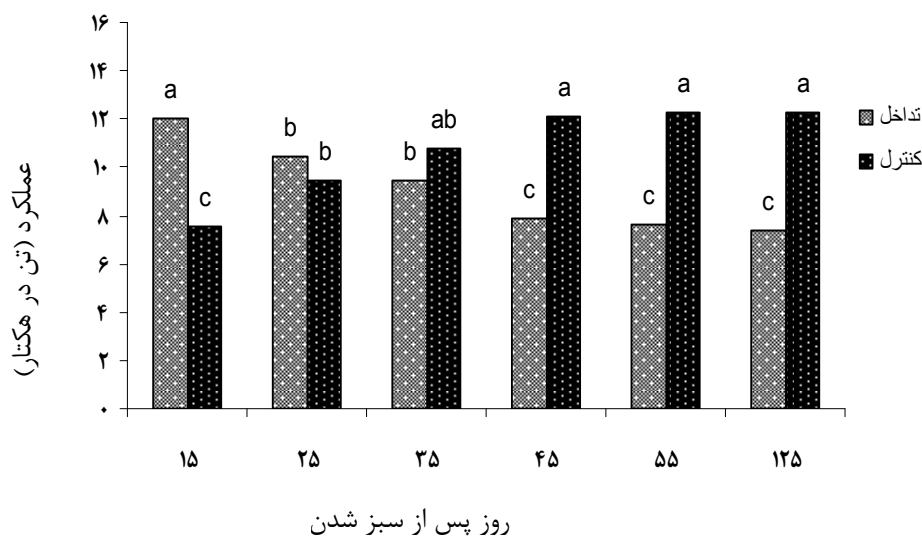 عملکرد (تن در هکتار)
۱۶
۱۴
۱۲
۱۰
۸
۶
۴
۲
۰
a
c
b
b
b
ab
c
a
c
a
c
a
تداخل
کنترل
۱۵ ۲۵ ۳۵ ۴۵ ۵۵ ۱۲۵
روز پس از سبز شدن